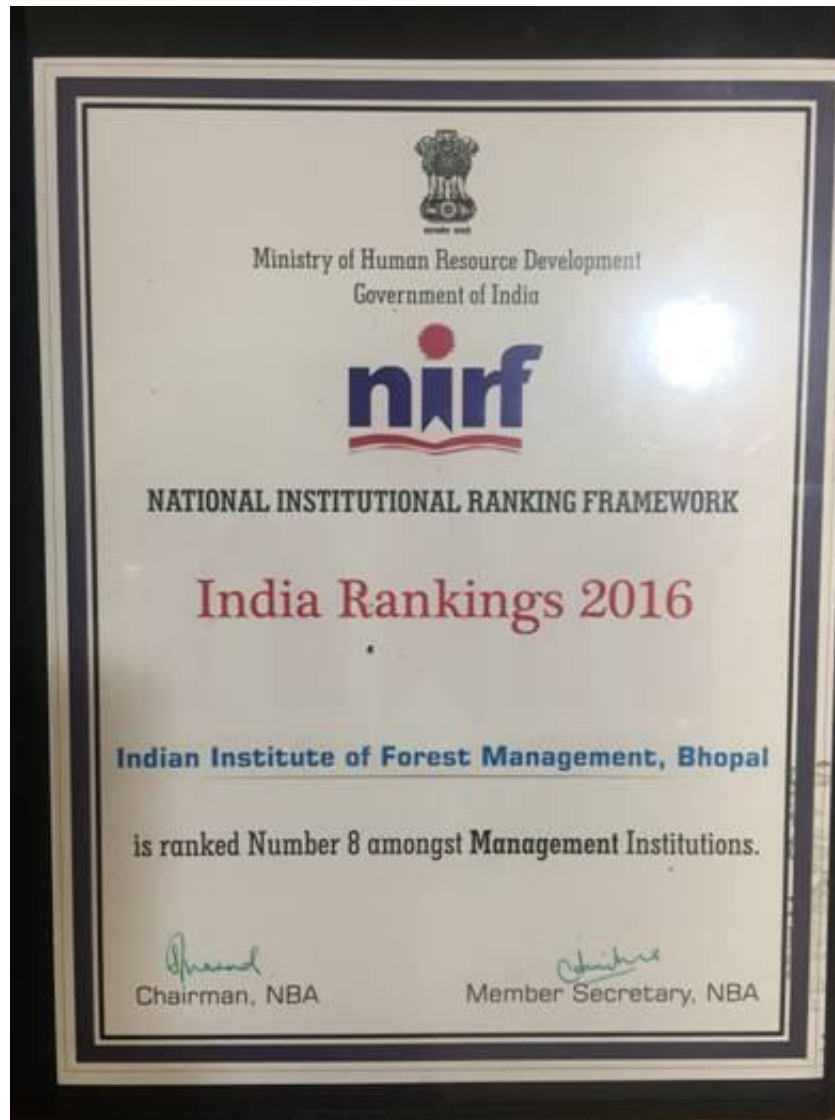 Ministry of Human Resource Development
Government of India
nirf
NATIONAL INSTITUTIONAL RANKING FRAMEWORK
India Rankings 2016
Indian Institute of Forest Management, Bhopal
is ranked Number 8 amongst Management Institutions.
Chairman, NBA
Member Secretary, NBA